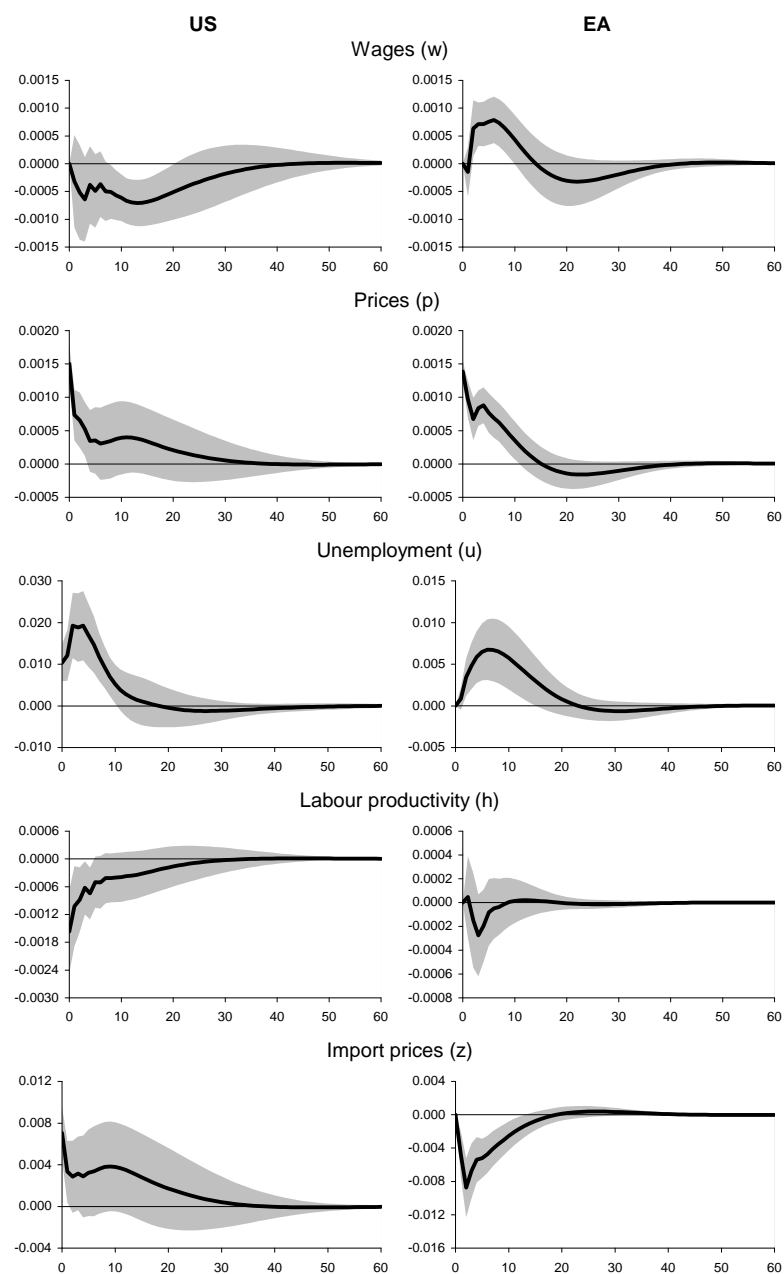 US EA
Wages (w)
0.0015 0.0015
0.0010 0.0010
0.0005 0.0005
0.0000 0.0000
-0.0005 -0.0005
-0.0010 -0.0010
-0.0015 -0.0015
0 10 20 30 40 50 60 0 10 20 30 40 50 60
Prices (p)
0.0020 0.0020
0.0015 0.0015
0.0010 0.0010
0.0005 0.0005
0.0000 0.0000
-0.0005 -0.0005
0 10 20 30 40 50 60 0 10 20 30 40 50 60
Unemployment (u)
0.030 0.015
0.020 0.010
0.010 0.005
0.000 0.000
-0.010 -0.005
0 10 20 30 40 50 60 0 10 20 30 40 50 60
Labour productivity (h)
0.0006 0.0006
0.0000 0.0004
-0.0006 0.0002
-0.0012 0.0000
-0.0018 -0.0002
-0.0024 -0.0004
-0.0030 -0.0006
-0.0008
0 10 20 30 40 50 60 0 10 20 30 40 50 60
Import prices (z)
0.012 0.004
0.008 0.000
0.004 -0.004
0.000 -0.008
-0.004 -0.012
-0.016
0 10 20 30 40 50 60 0 10 20 30 40 50 60